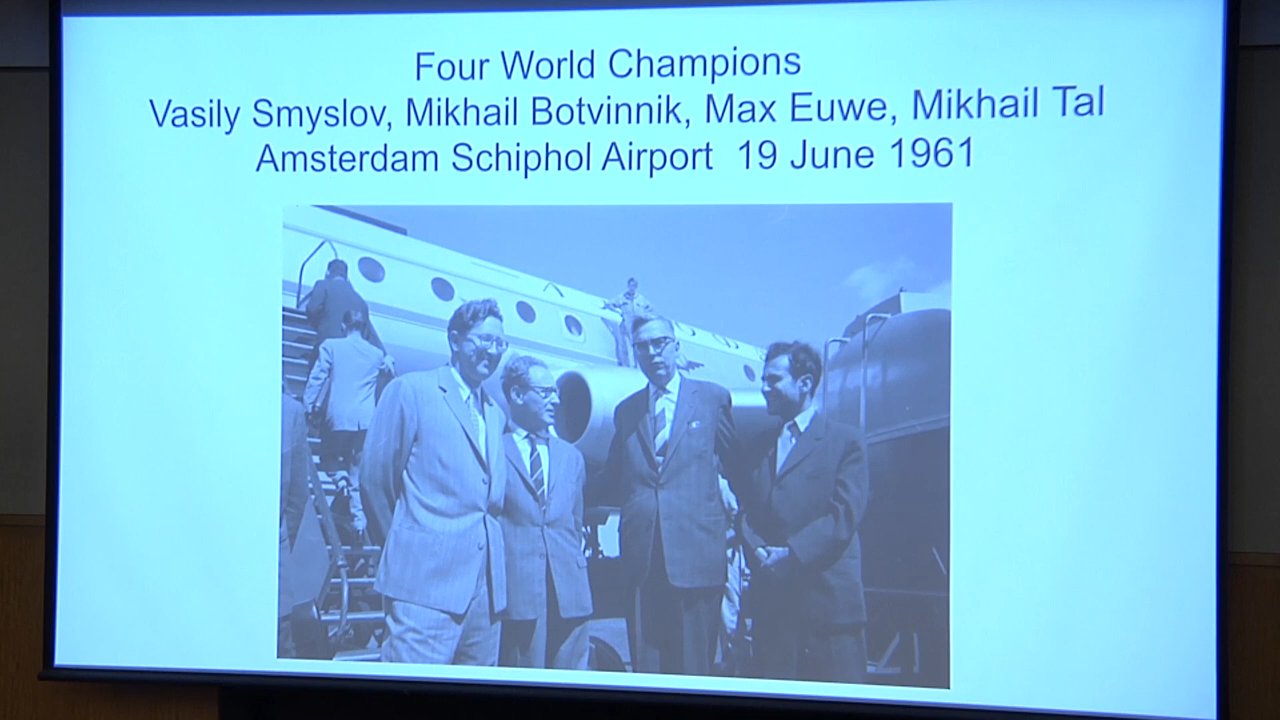 Four World Champions
Vasily Smyslov, Mikhail Botvinnik, Max Euwe, Mikhail Tal
Amsterdam Schiphol Airport 19 June 1961